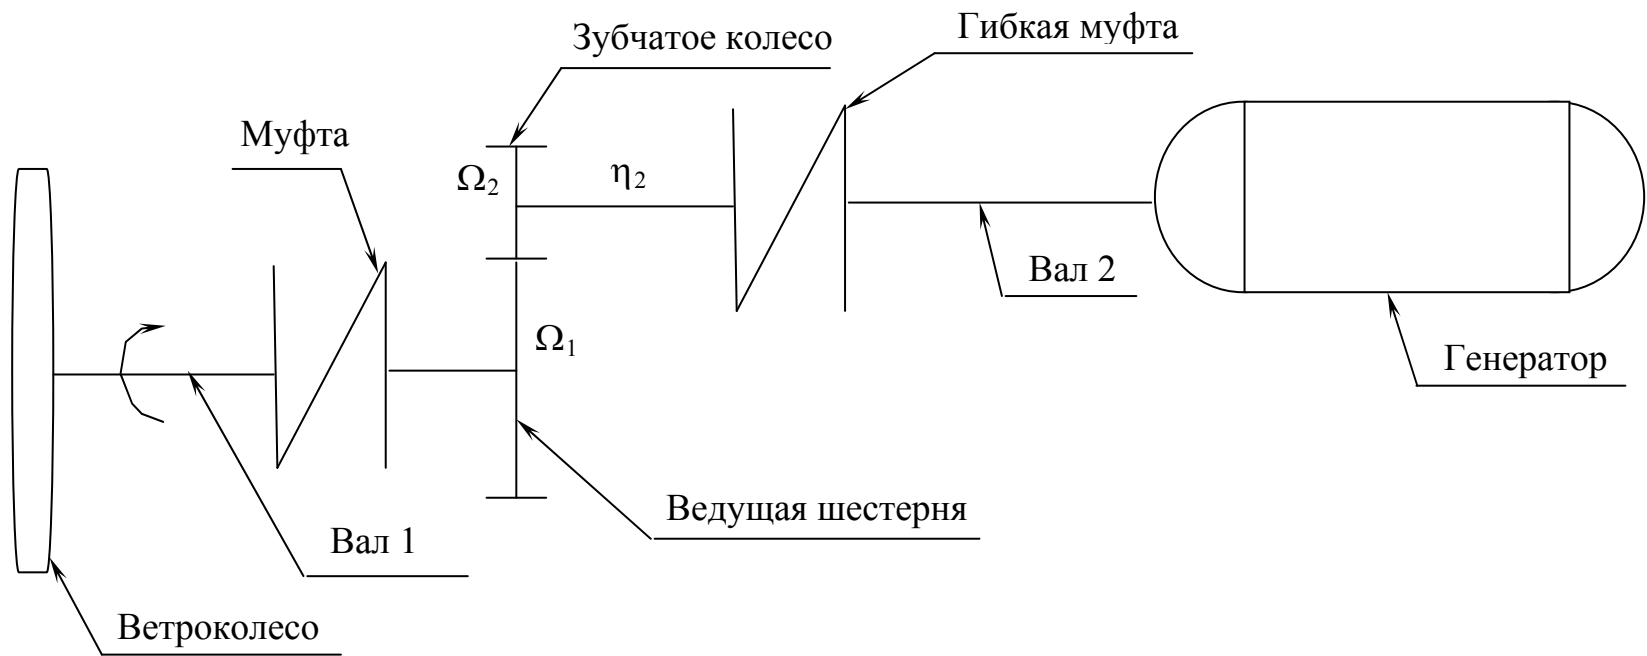 Гибкая муфта
Зубчатое колесо
Муфта
Ω₂
η₂
Вал 2
Ω₁
Генератор
Ведущая шестерня
Вал 1
Ветроколесо